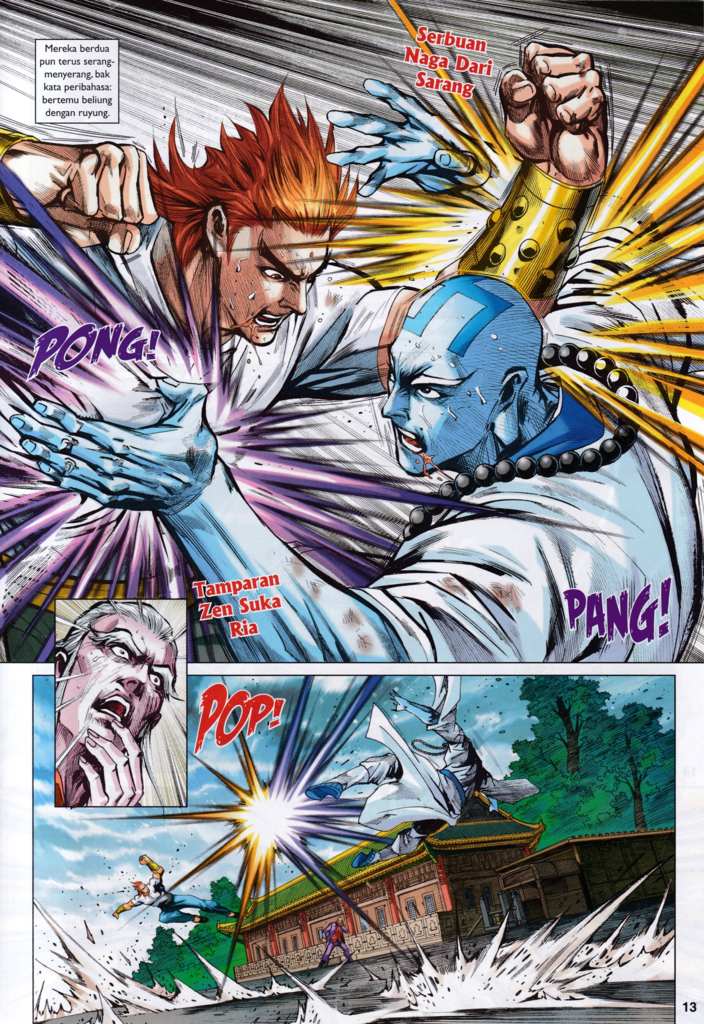 Mereka berdua
pun terus serang-
menyerang, bak
kata peribahasa:
bertemu beliung
dengan ruyung.
Serbuan
Naga Dari
Sarang
PONG!
Tamparan
Zen Suka
Ria
PANG!
POP!
13